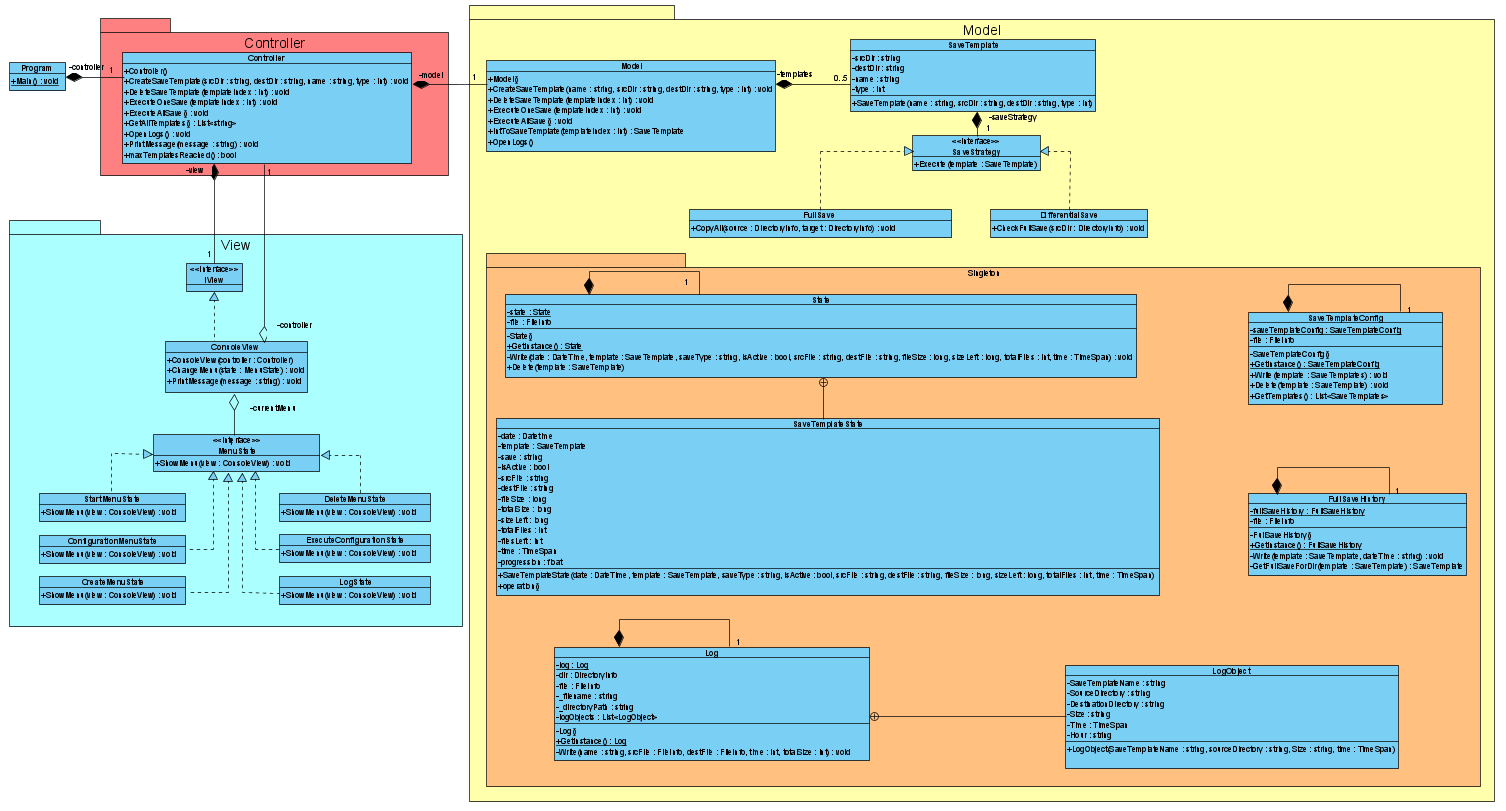 Program
+Main() : void
-controller
1
Controller
Controller
+Controller()
+CreateSaveTemplate(srcDir : string, destDir : string, name : string, type : int) : void
+DeleteSaveTemplate(templateIndex : int) : void
+ExecuteOneSave(templateIndex : int) : void
+ExecuteAllSave() : void
+GetAllTemplates() : List<string>
+OpenLogs() : void
+PrintMessage(message : string) : void
+maxTemplatesReached() : bool
-view
1
-model
1
View
1
<<Interface>>
IView
-controller
ConsoleView
+ConsoleView(controller : Controller)
+ChangeMenu(state : MenuState) : void
+PrintMessage(message : string) : void
-currentMenu
<<Interface>>
MenuState
+ShowMenu(view : ConsoleView) : void
StartMenuState
+ShowMenu(view : ConsoleView) : void
DeleteMenuState
+ShowMenu(view : ConsoleView) : void
ConfigurationMenuState
+ShowMenu(view : ConsoleView) : void
ExecuteConfigurationState
+ShowMenu(view : ConsoleView) : void
CreateMenuState
+ShowMenu(view : ConsoleView) : void
LogState
+ShowMenu(view : ConsoleView) : void
Model
Model
+Model()
+CreateSaveTemplate(name : string, srcDir : string, destDir : string, type : int) : void
+DeleteSaveTemplate(templateIndex : int) : void
+ExecuteOneSave(templateIndex : int) : void
+ExecuteAllSave() : void
+IntToSaveTemplate(templateIndex : int) : SaveTemplate
+OpenLogs()
-templates
0..5
SaveTemplate
-srcDir : string
-destDir : string
-name : string
-type : int
+SaveTemplate(name : string, srcDir : string, destDir : string, type : int)
-saveStrategy
1
<<Interface>>
SaveStrategy
+Execute(template : SaveTemplate)
FullSave
+CopyAll(source : DirectoryInfo, target : DirectoryInfo) : void
DifferentialSave
+CheckFullSave(srcDir : DirectoryInfo) : void
Singleton
1
State
-state : State
-file : FileInfo
-State()
+GetInstance() : State
-Write(date : DateTime, template : SaveTemplate, saveType : string, isActive : bool, srcFile : string, destFile : string, fileSize : long, sizeLeft : long, totalFiles : int, time : TimeSpan) : void
+Delete(template : SaveTemplate)
SaveTemplateState
-date : Datetime
-template : SaveTemplate
-save : string
-isActive : bool
-srcFile : string
-destFile : string
-fileSize : long
-totalSize : long
-sizeLeft : long
-totalFiles : int
-filesLeft : int
-time : TimeSpan
-progression : float
+SaveTemplateState(date : DateTime, template : SaveTemplate, saveType : string, isActive : bool, srcFile : string, destFile : string, fileSize : long, sizeLeft : long, totalFiles : int, time : TimeSpan)
+operation()
1
SaveTemplateConfig
-saveTemplateConfig : SaveTemplateConfig
-file : FileInfo
-SaveTemplateConfig()
+GetInstance() : SaveTemplateConfig
+Write(template : SaveTemplates) : void
+Delete(template : SaveTemplate) : void
+GetTemplates() : List<SaveTemplates>
1
FullSaveHistory
-fullSaveHistory : FullSaveHistory
-file : FileInfo
-FullSaveHistory()
+GetInstance() : FullSaveHistory
-Write(template : SaveTemplate, dateTime : string) : void
-GetFullSaveForDir(template : SaveTemplate) : SaveTemplate
1
Log
-log : Log
-dir : DirectoryInfo
-file : FileInfo
-_filename : string
-_directoryPath : string
-logObjects : List<LogObject>
-Log()
+GetInstance() : Log
-Write(name : string, srcFile : FileInfo, destFile : FileInfo, time : int, totalSize : int) : void
LogObject
-SaveTemplateName : string
-SourceDirectory : string
-DestinationDirectory : string
-Size : string
-Time : TimeSpan
-Hour : string
+LogObject(SaveTemplateName : string, sourceDirectory : string, Size : string, time : TimeSpan)